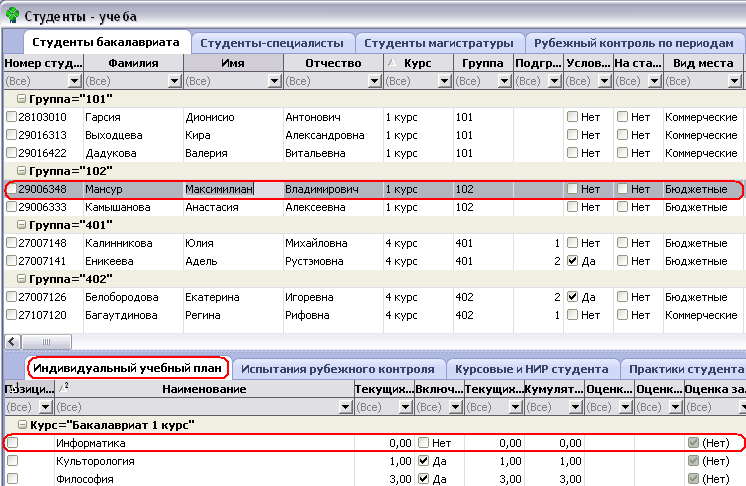 Студенты - учеба
Студенты бакалавриата Студенты-специалисты Студенты магистратуры Рубежный контроль по периодам
Номер студ... Фамилия Имя Отчество Курс Группа Подгр... Услов... На ста... Вид места
(Все) (Все) (Все) (Все) (Все) (Все) (Все) (Все) (Все) (Все)
Группа="101"
28103010 Гарсия Дионисио Антонович 1 курс 101 Нет Нет Коммерческие
29016313 Выходцева Кира Александровна 1 курс 101 Нет Нет Коммерческие
29016422 Дадукова Валерия Витальевна 1 курс 101 Нет Нет Коммерческие
Группа="102"
29006348 Мансур Максимилиан Владимирович 1 курс 102 Нет Нет Бюджетные
29006333 Камышанова Анастасия Алексеевна 1 курс 102 Нет Нет Бюджетные
Группа="401"
27007148 Калинникова Юлия Михайловна 4 курс 401 1 Нет Нет Бюджетные
27007141 Еникеева Адель Рустэмовна 4 курс 401 2 Да Нет Бюджетные
Группа="402"
27007126 Белобородова Екатерина Игоревна 4 курс 402 2 Да Нет Бюджетные
27107120 Багаутдинова Регина Рифовна 4 курс 402 1 Нет Нет Коммерческие
Индивидуальный учебный план Испытания рубежного контроля Курсовые и НИР студента Практики студента
Позици... 2 Наименование Текущих... Включ... Текущих... Кумулят... Оценк... Оценк... Оценка за...
(Все) (Все) (Все) (Все) (Все) (Все) (Все) (Все) (Все)
Курс="Бакалавриат 1 курс"
Информатика 0,00 Нет 0,00 0,00 (Нет)
Культорология 1,00 Да 1,00 1,00 (Нет)
Философия 3,00 Да 3,00 3,00 (Нет)